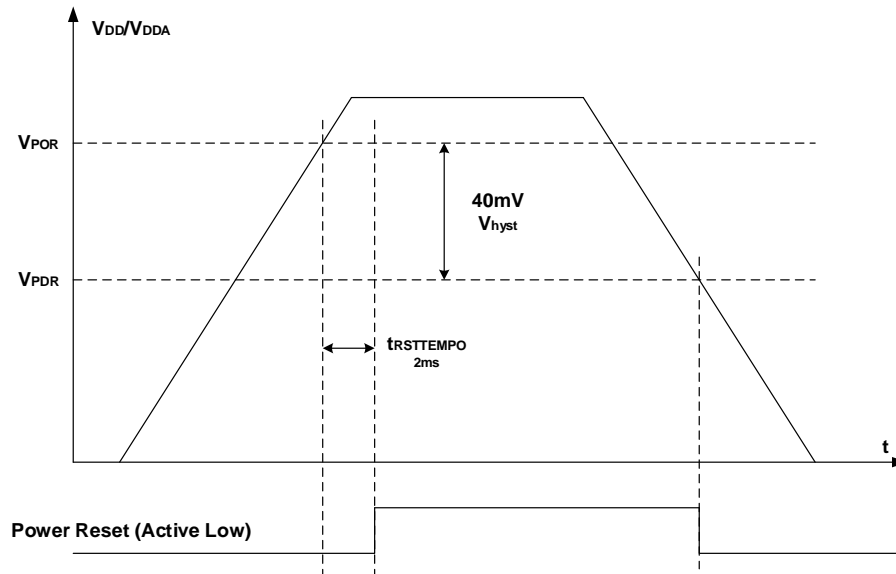 VDD/VDDA
VPOR
40mV
Vhyst
VPDR
tRSTTEMPO
2ms
t
Power Reset (Active Low)